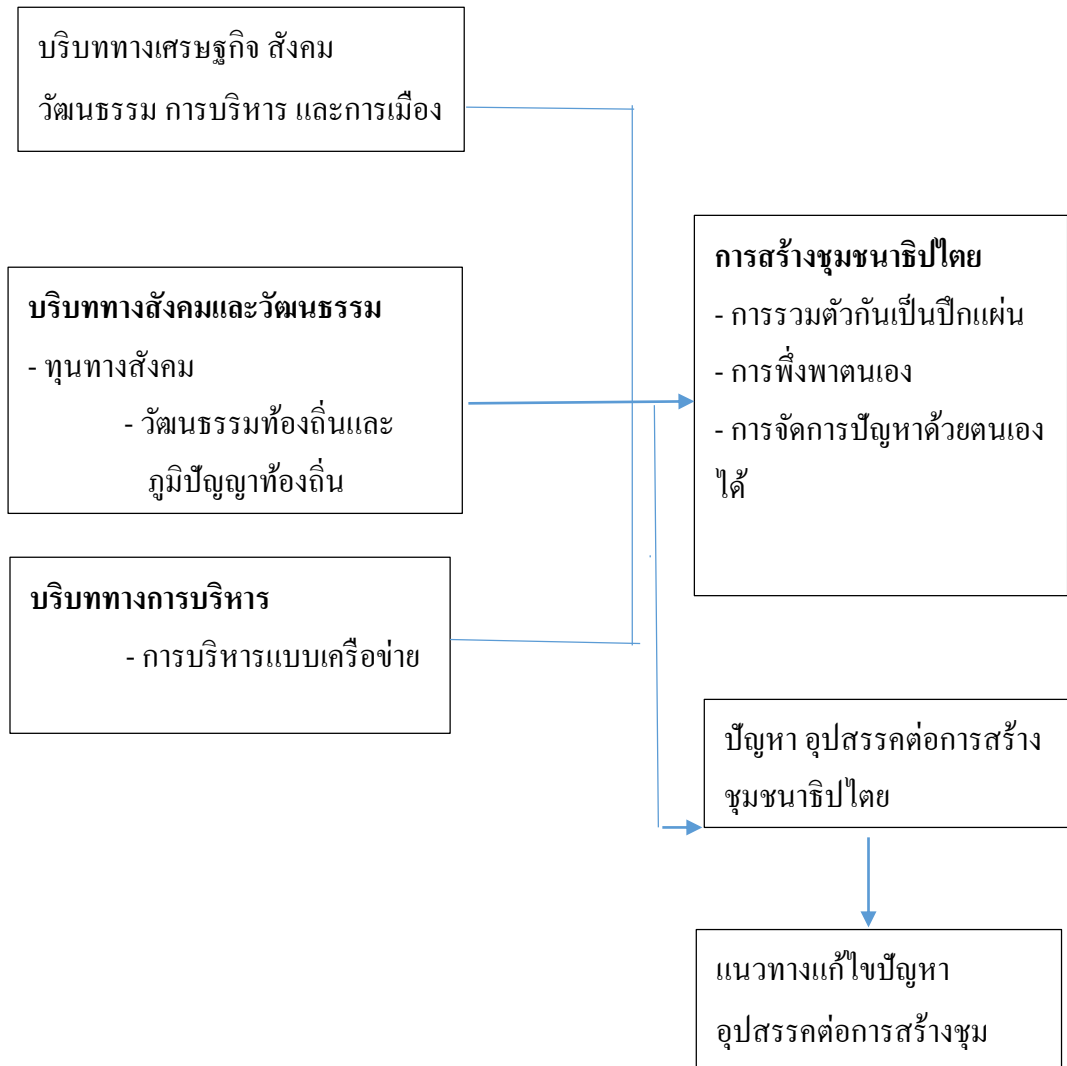 บริบททางเศรษฐกิจ สังคม
วัฒนธรรม การบริหาร และการเมือง
บริบททางสังคมและวัฒนธรรม
- ทุนทางสังคม
- วัฒนธรรมท้องถิ่นและ
ภูมิปัญญาท้องถิ่น
บริบททางการบริหาร
- การบริหารแบบเครือข่าย
การสร้างชุมชนาธิปไตย
- การรวมตัวกันเป็นปึกแผ่น
- การพึ่งพาตนเอง
- การจัดการปัญหาด้วยตนเอง
ได้
ปัญหา อุปสรรคต่อการสร้าง
ชุมชนาธิปไตย
แนวทางแก้ไขปัญหา
อุปสรรคต่อการสร้างชุม